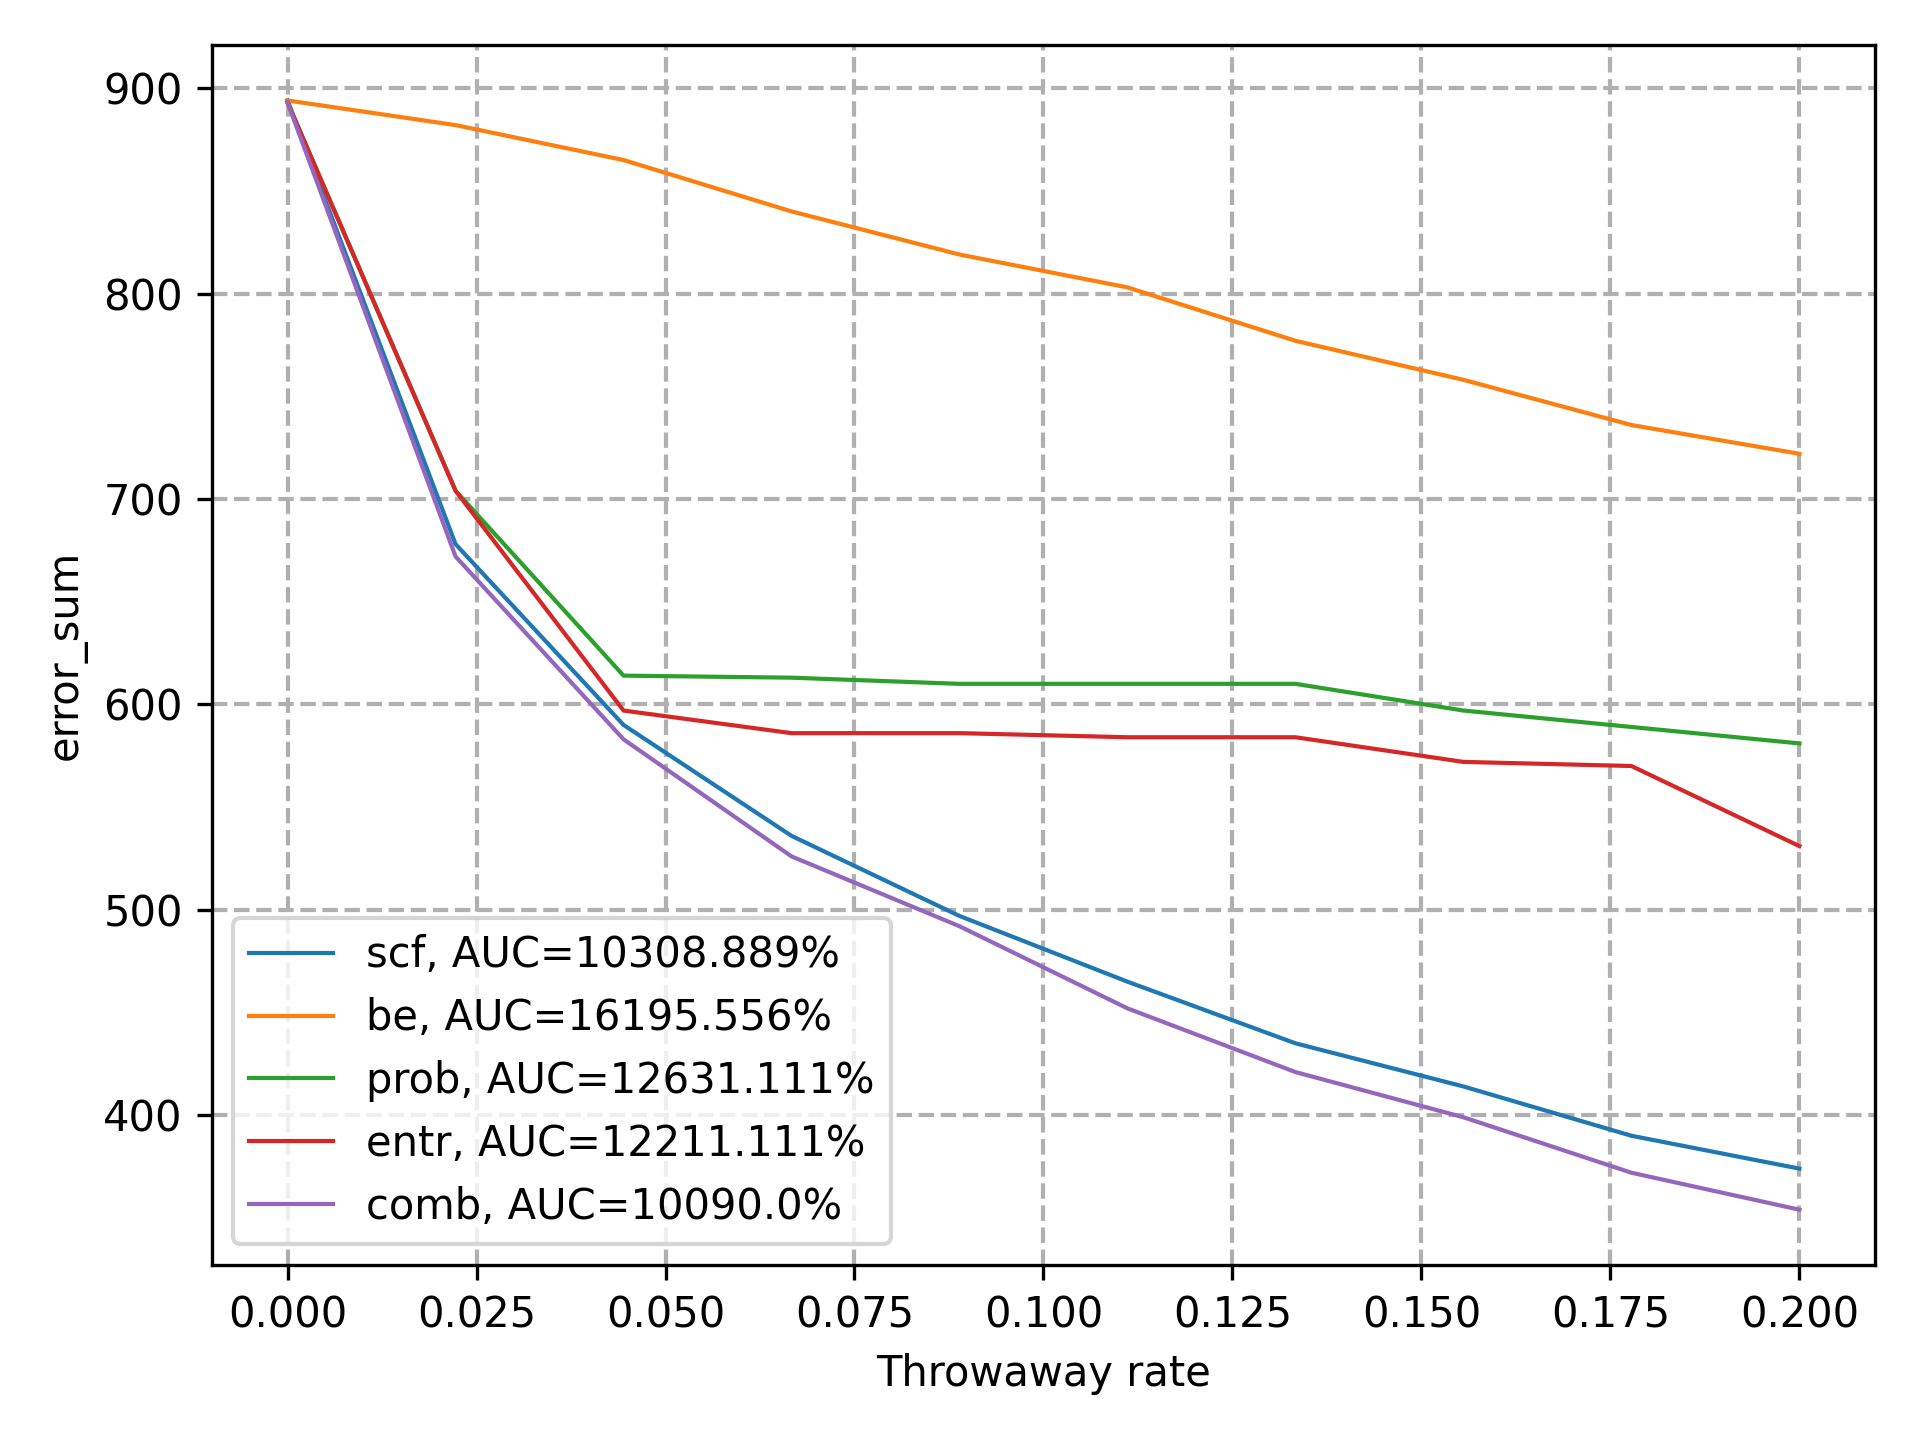 900
800
700
600
500
400
error_sum
scf, AUC=10308.889%
be, AUC=16195.556%
prob, AUC=12631.111%
entr, AUC=12211.111%
comb, AUC=10090.0%
0.000 0.025 0.050 0.075 0.100 0.125 0.150 0.175 0.200
Throwaway rate